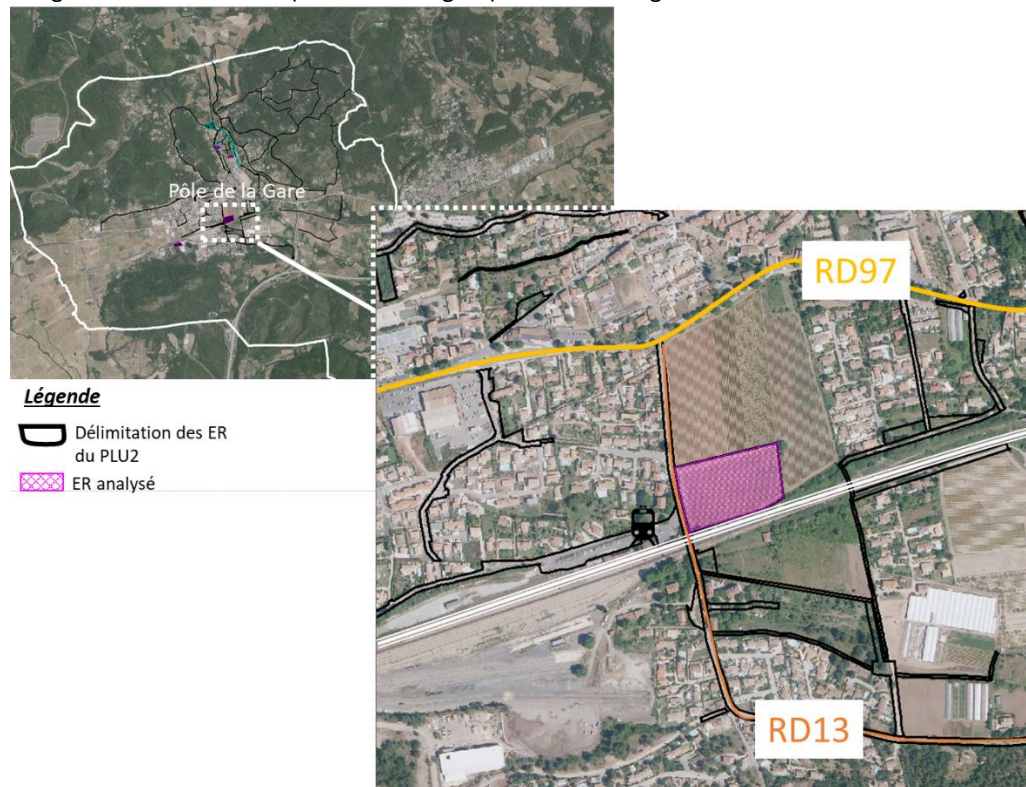 Pôle de la Gare
RD97
Légende
Délimitation des ER
du PLU2
ER analysé
RD13